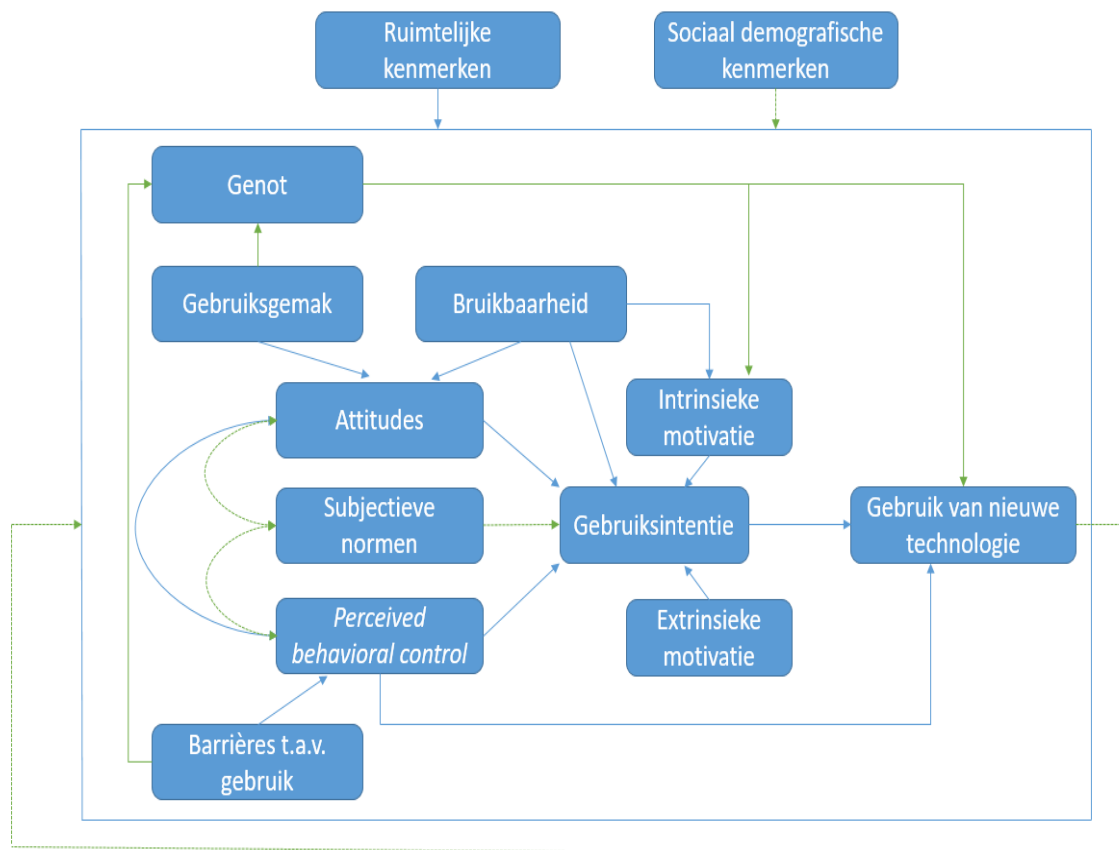 Ruimtelijke
kenmerken
Sociaal demografische
kenmerken
Genot
Gebruiksgemak
Bruikbaarheid
Attitudes
Intrinsieke
motivatie
Subjectieve
normen
Gebruiksintentie
Gebruik van nieuwe
technologie
Perceived
behavioral control
Extrinsieke
motivatie
Barrières t.a.v.
gebruik